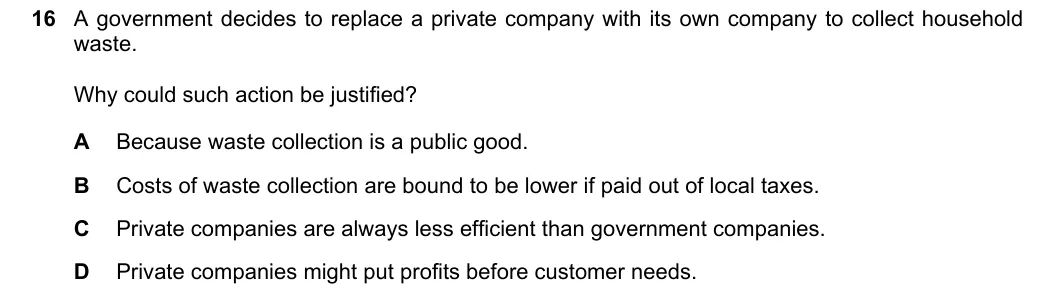 16 A government decides to replace a private company with its own company to collect household
waste.
Why could such action be justified?
A Because waste collection is a public good.
B Costs of waste collection are bound to be lower if paid out of local taxes.
C Private companies are always less efficient than government companies.
D Private companies might put profits before customer needs.